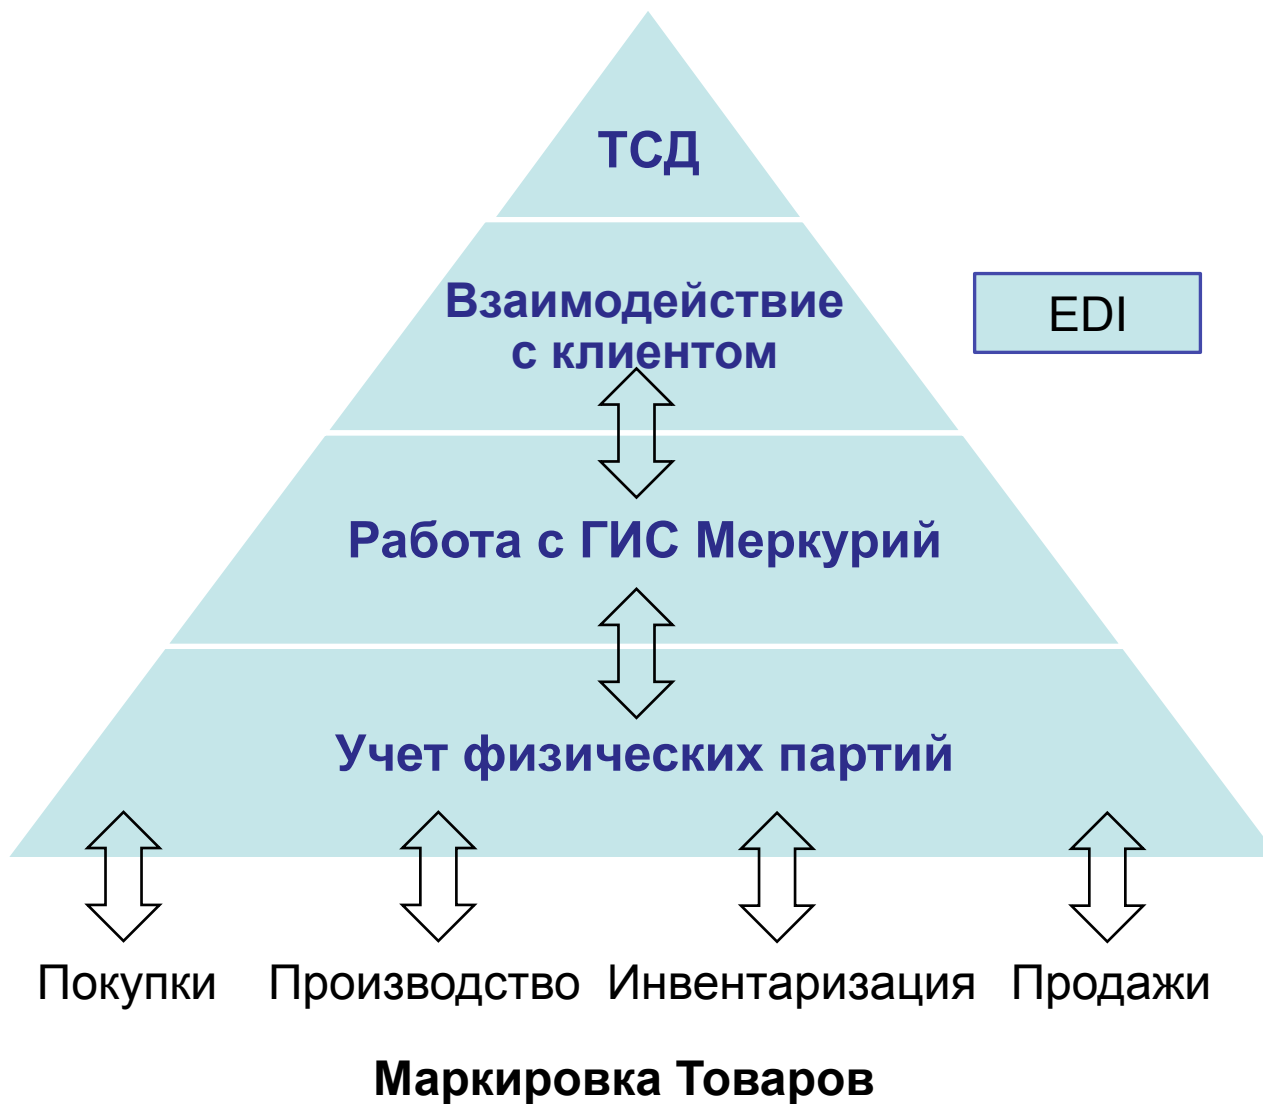 ТСД
Взаимодействие
с клиентом
EDI
Работа с ГИС Меркурий
Учет физических партий
Покупки
Производство
Инвентаризация
Продажи
Маркировка Товаров